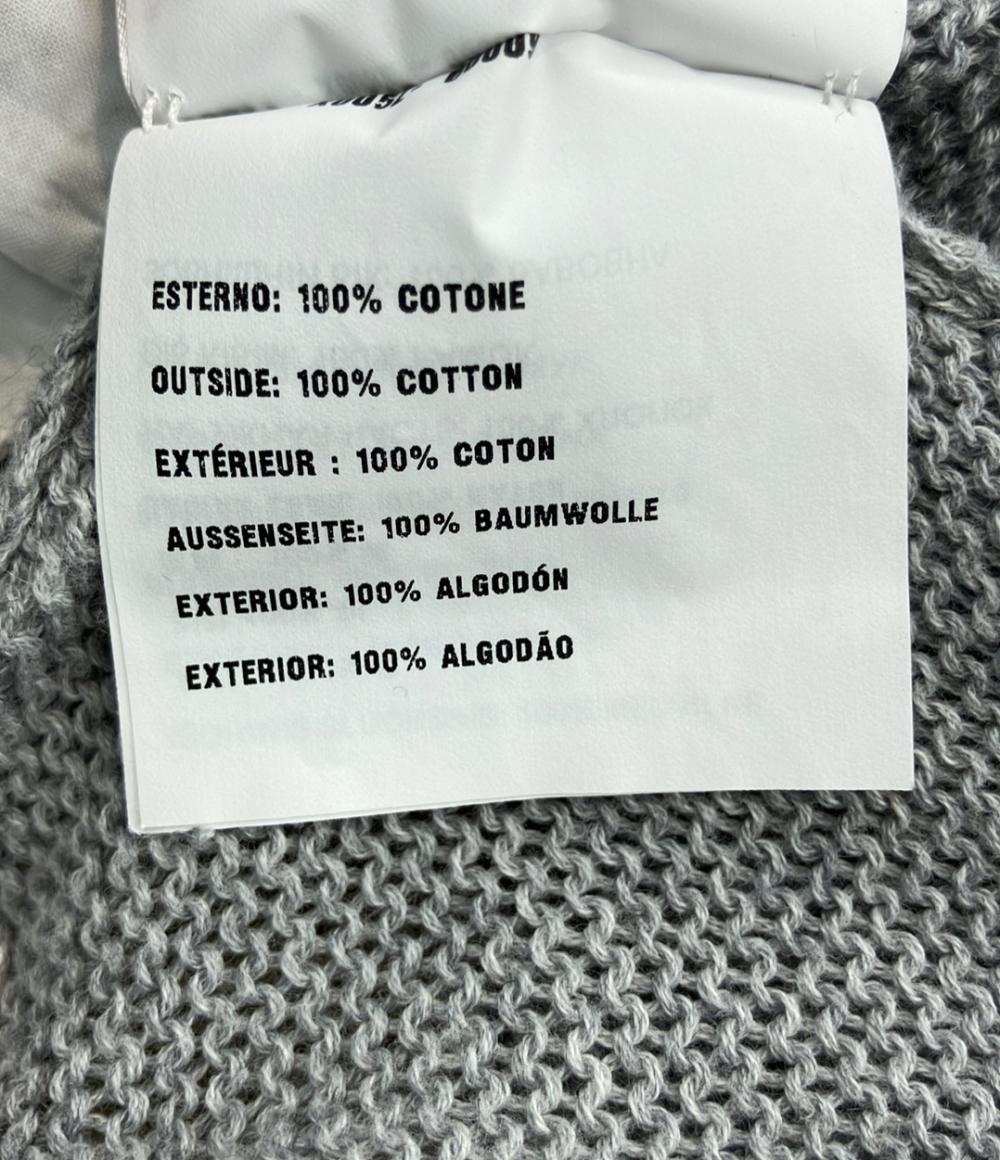 ESTERNO: 100% COTONE
OUTSIDE: 100% COTTON
EXTÉRIEUR : 100% COTON
AUSSENSEITE: 100% BAUMWOLLE
EXTERIOR: 100% ALGODÓN
EXTERIOR: 100% ALGODÃO